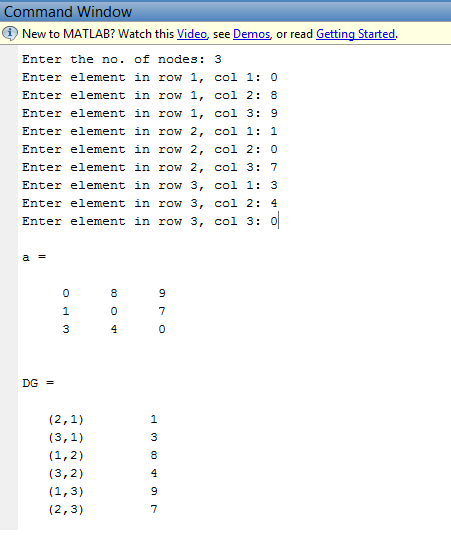 Command Window
New to MATLAB? Watch this Video, see Demos, or read Getting Started.
Enter the no. of nodes: 3
Enter element in row 1, col 1: 0
Enter element in row 1, col 2: 8
Enter element in row 1, col 3: 9
Enter element in row 2, col 1: 1
Enter element in row 2, col 2: 0
Enter element in row 2, col 3: 7
Enter element in row 3, col 1: 3
Enter element in row 3, col 2: 4
Enter element in row 3, col 3: 0
a =
0 8 9
1 0 7
3 4 0
DG =
(2,1) 1
(3,1) 3
(1,2) 8
(3,2) 4
(1,3) 9
(2,3) 7